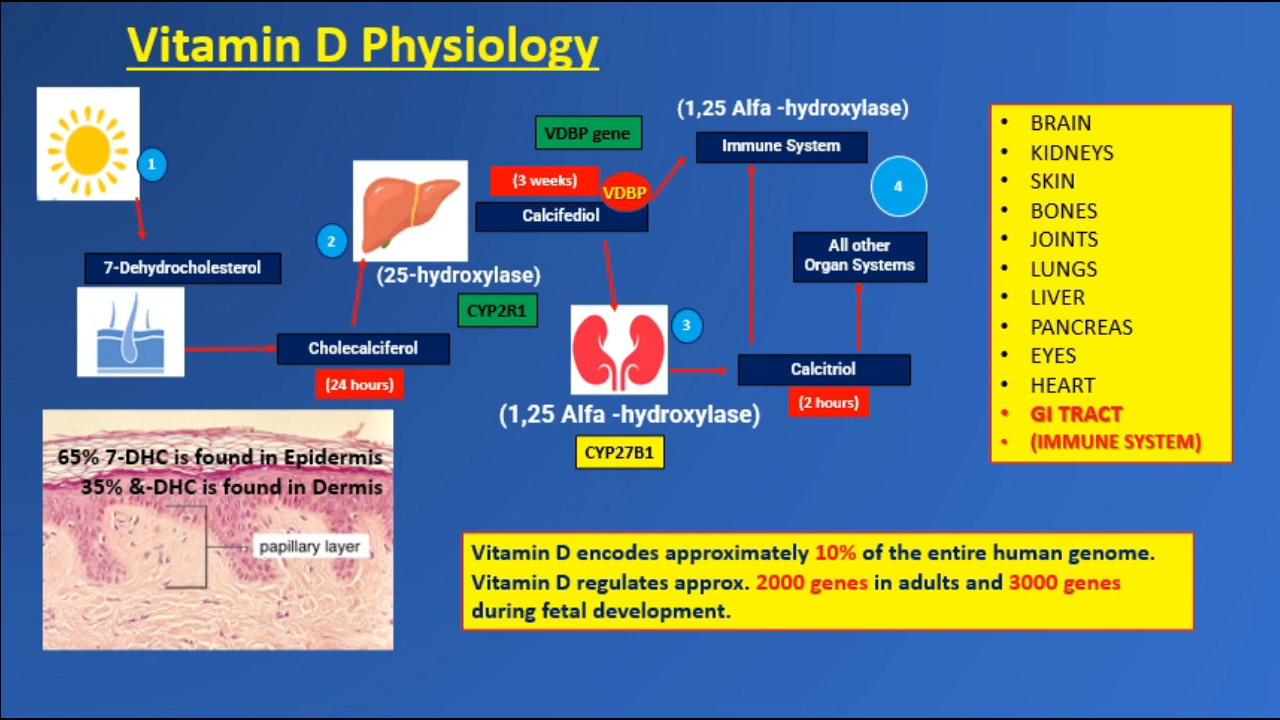 Vitamin D Physiology
1
7-Dehydrocholesterol
2
(25-hydroxylase)
CYP2R1
Cholecalciferol
(24 hours)
VDBP gene
(3 weeks)
VDBP
Calcifediol
3
(1,25 Alfa -hydroxylase)
CYP27B1
(1,25 Alfa -hydroxylase)
Immune System
4
All other
Organ Systems
Calcitriol
(2 hours)
• BRAIN
• KIDNEYS
• SKIN
• BONES
• JOINTS
• LUNGS
• LIVER
• PANCREAS
• EYES
• HEART
• GI TRACT
• (IMMUNE SYSTEM)
65% 7-DHC is found in Epidermis
35% &-DHC is found in Dermis
papillary layer
Vitamin D encodes approximately 10% of the entire human genome.
Vitamin D regulates approx. 2000 genes in adults and 3000 genes
during fetal development.